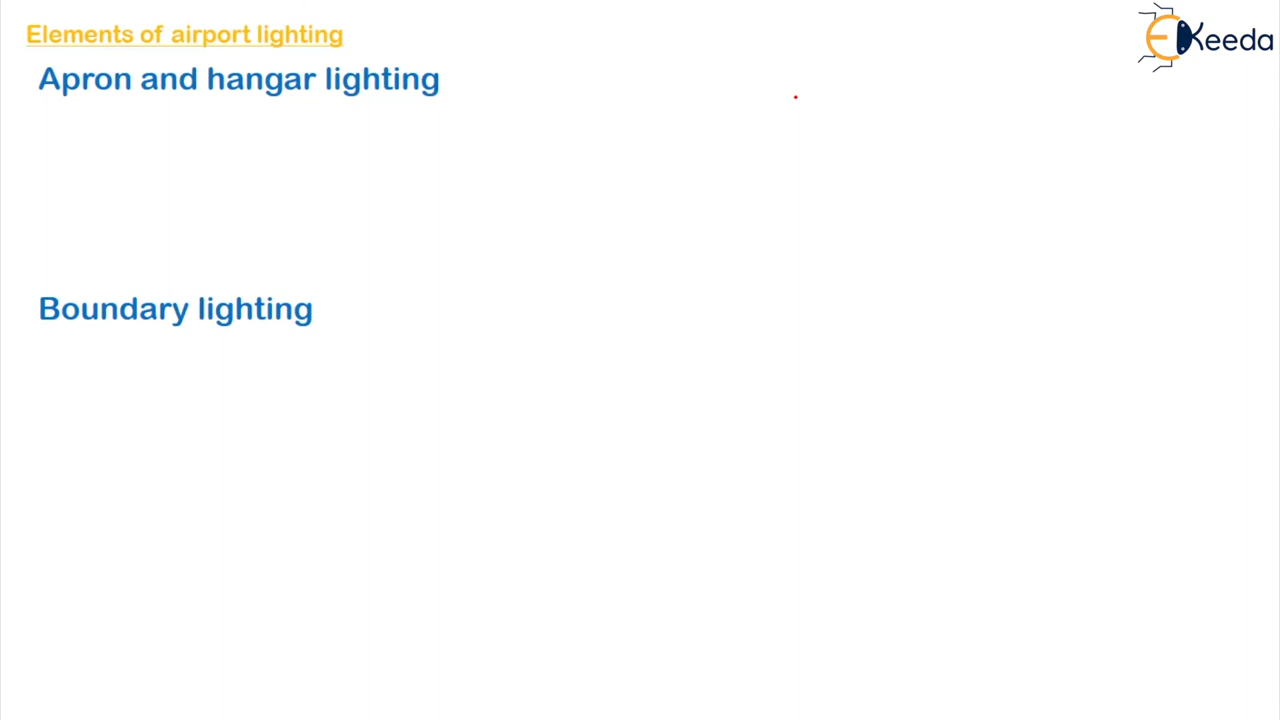 Elements of airport lighting
EKeeda
Apron and hangar lighting
Boundary lighting